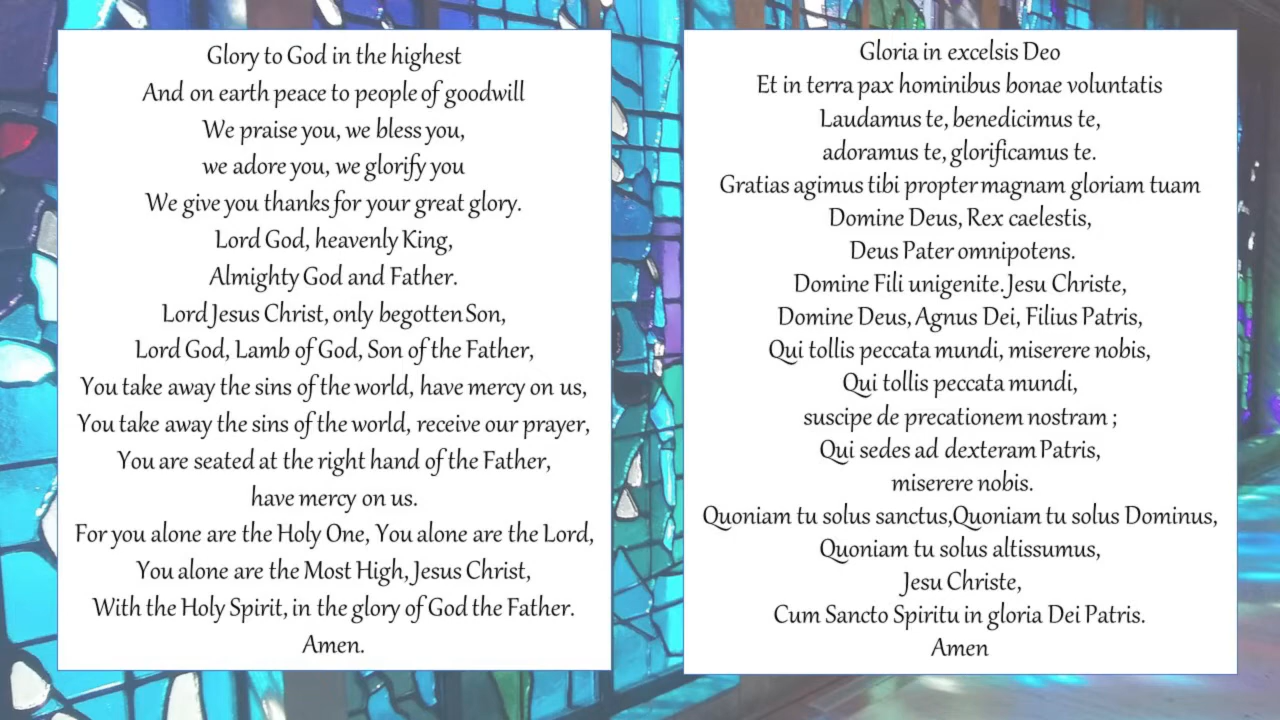 Glory to God in the highest
And on earth peace to people of goodwill
We praise you, we bless you,
we adore you, we glorify you
We give you thanks for your great glory.
Lord God, heavenly King,
Almighty God and Father.
Lord Jesus Christ, only begotten Son,
Lord God, Lamb of God, Son of the Father,
You take away the sins of the world, have mercy on us,
You take away the sins of the world, receive our prayer,
You are seated at the right hand of the Father,
have mercy on us.
For you alone are the Holy One, You alone are the Lord,
You alone are the Most High, Jesus Christ,
With the Holy Spirit, in the glory of God the Father.
Amen.
Gloria in excelsis Deo
Et in terra pax hominibus bonae voluntatis
Laudamus te, benedicimus te,
adoramus te, glorificamus te.
Gratias agimus tibi propter magnam gloriam tuam
Domine Deus, Rex caelestis,
Deus Pater omnipotens.
Domine Fili unigenite. Jesu Christe,
Domine Deus, Agnus Dei, Filius Patris,
Qui tollis peccata mundi, miserere nobis,
Qui tollis peccata mundi,
suscipe de precationem nostram ;
Qui sedes ad dexteram Patris,
miserere nobis.
Quoniam tu solus sanctus,Quoniam tu solus Dominus,
Quoniam tu solus altissumus,
Jesu Christe,
Cum Sancto Spiritu in gloria Dei Patris.
Amen